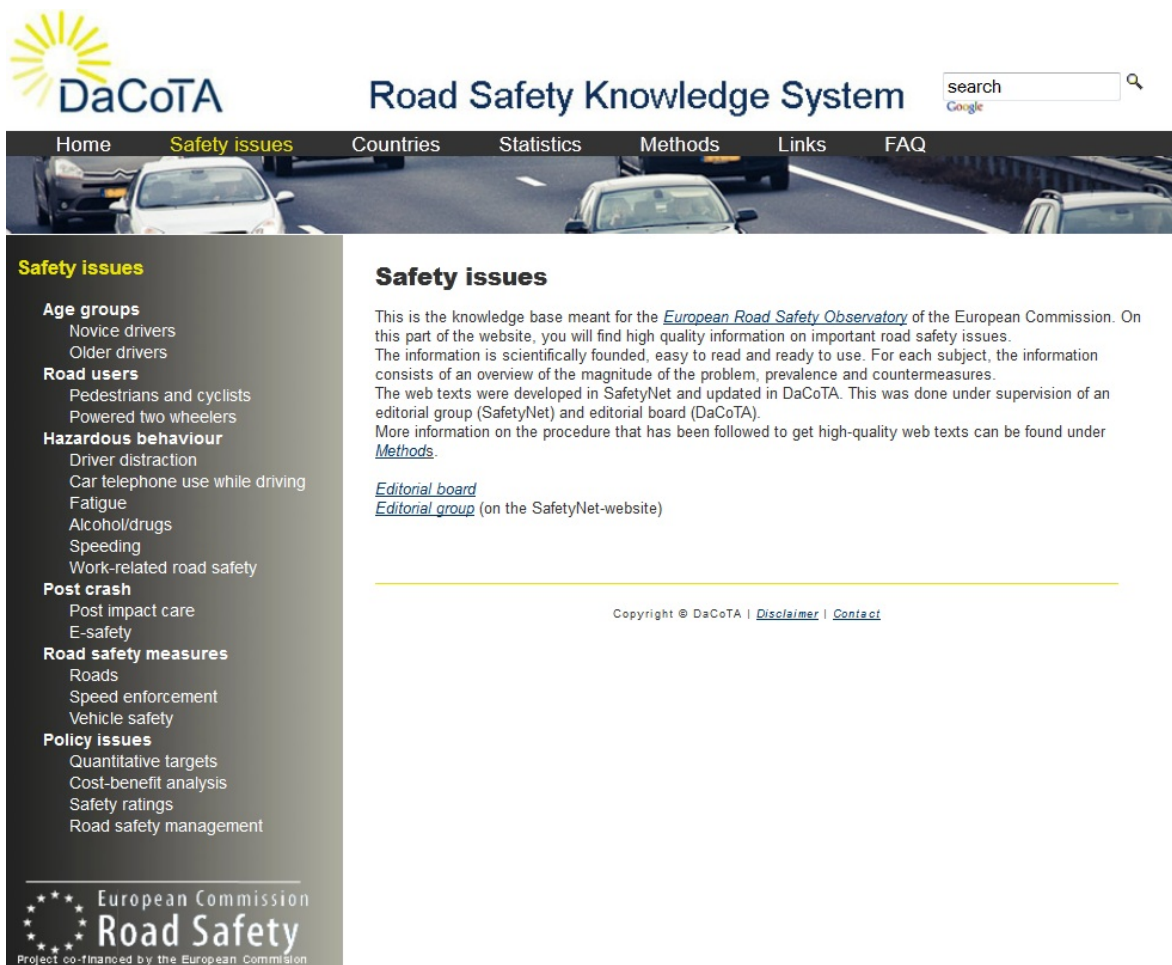 DaCoTA
Road Safety Knowledge System
search
Google
Home Safety issues Countries Statistics Methods Links FAQ
Safety issues
Age groups
Novice drivers
Older drivers
Road users
Pedestrians and cyclists
Powered two wheelers
Hazardous behaviour
Driver distraction
Car telephone use while driving
Fatigue
Alcohol/drugs
Speeding
Work-related road safety
Post crash
Post impact care
E-safety
Road safety measures
Roads
Speed enforcement
Vehicle safety
Policy issues
Quantitative targets
Cost-benefit analysis
Safety ratings
Road safety management
European Commission
Road Safety
Project co-financed by the European Commision
Safety issues
This is the knowledge base meant for the European Road Safety Observatory of the European Commission. On
this part of the website, you will find high quality information on important road safety issues.
The information is scientifically founded, easy to read and ready to use. For each subject, the information
consists of an overview of the magnitude of the problem, prevalence and countermeasures.
The web texts were developed in SafetyNet and updated in DaCoTA. This was done under supervision of an
editorial group (SafetyNet) and editorial board (DaCoTA).
More information on the procedure that has been followed to get high-quality web texts can be found under
Methods.
Editorial board
Editorial group (on the SafetyNet-website)
Copyright © DaCoTA | Disclaimer | Contact